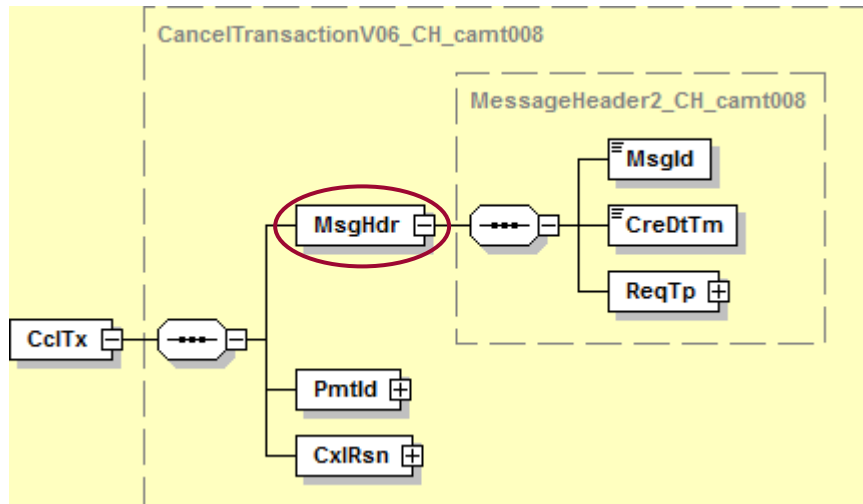 CancelTransactionV06_CH_camt008
MessageHeader2_CH_camt008
MsgId
MsgHdr
CreDtTm
ReqTp
CclTx
PmtId
CxlRsn